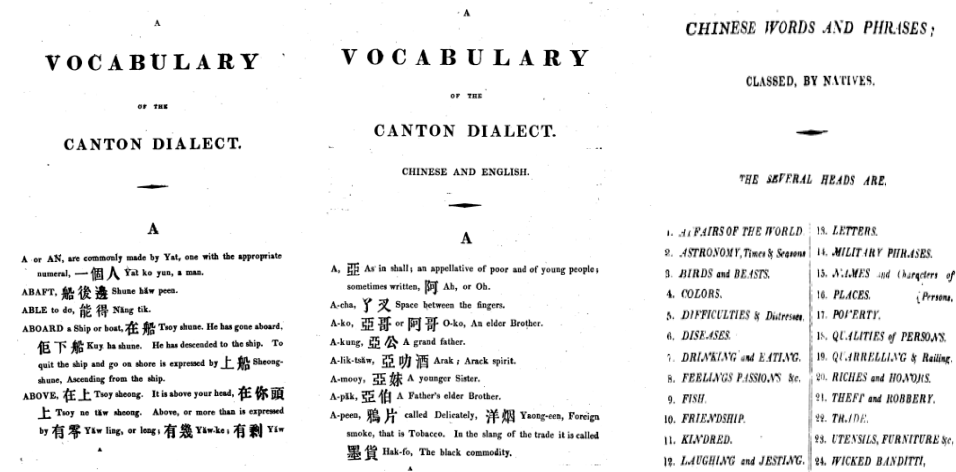 A
VOCABULARY
OF THE
CANTON DIALECT.
A
A or AN, are commonly made by Yat, one with the appropriate
numeral, 一個人 Yat ko yun, a man.
ABAFT, 船後邊 Shune häw peen.
ABLE to do, 能得 Năng tik.
ABOARD a Ship or boat, 在船 Tsoy shune. He has gone aboard,
佢下船 Kuy ha shune. He has descended to the ship. To
quit the ship and go on shore is expressed by 上船 Sheong-
shune, Ascending from the ship.
ABOVE, 在上 Tsoy sheong. It is above your head, 在你頭
上 Tsoy ne täw sheong. Above, or more than is expressed
by 有零 Yäw ling, or long; 有幾 Yäw-ke; 有剩 Yäw
A
A
VOCABULARY
OF THE
CANTON DIALECT.
CHINESE AND ENGLISH.
A
A, 亞 As in shall; an appellative of poor and of young people;
sometimes written, 阿 Ah, or Oh.
A-cha, 丫叉 Space between the fingers.
A-ko, 亞哥 or 阿哥 O-ko, An elder Brother.
A-kung, 亞公 A grand father.
A-lik-tsäw, 亞叻酒 Arak; Arack spirit.
A-mooy, 亞妹 A younger Sister.
A-păk, 亞伯 A Father's elder Brother.
A-peen, 鴉片 called Delicately, 洋烟 Yaong-een, Foreign
smoke, that is Tobacco. In the slang of the trade it is called
墨貨 Hak-fo, The black commodity.
A
CHINESE WORDS AND PHRASES;
CLASSED, BY NATIVES.
THE SEVERAL HEADS ARE.
1. AFFAIRS OF THE WORLD
2. ASTRONOMY, Times & Seasons
3. BIRDS and BEASTS.
4. COLORS.
5. DIFFICULTIES & Distresses.
6. DISEASES.
7. DRINKING and EATING.
8. FEELINGS PASSIONS &c.
9. FISH.
10. FRIENDSHIP.
11. KINDRED.
12. LAUGHING and JESTING.
13. LETTERS.
14. MILITARY PHRASES.
15. NAMES and Characters of
16. PLACES. (Persons.
17. POVERTY.
18. QUALITIES of PERSONS.
19. QUARRELLING & Railing.
20. RICHES and HONORS.
21. THEFT and ROBBERY.
22. TRADE.
23. UTENSILS, FURNITURE &c,
24. WICKED BANDITTI,